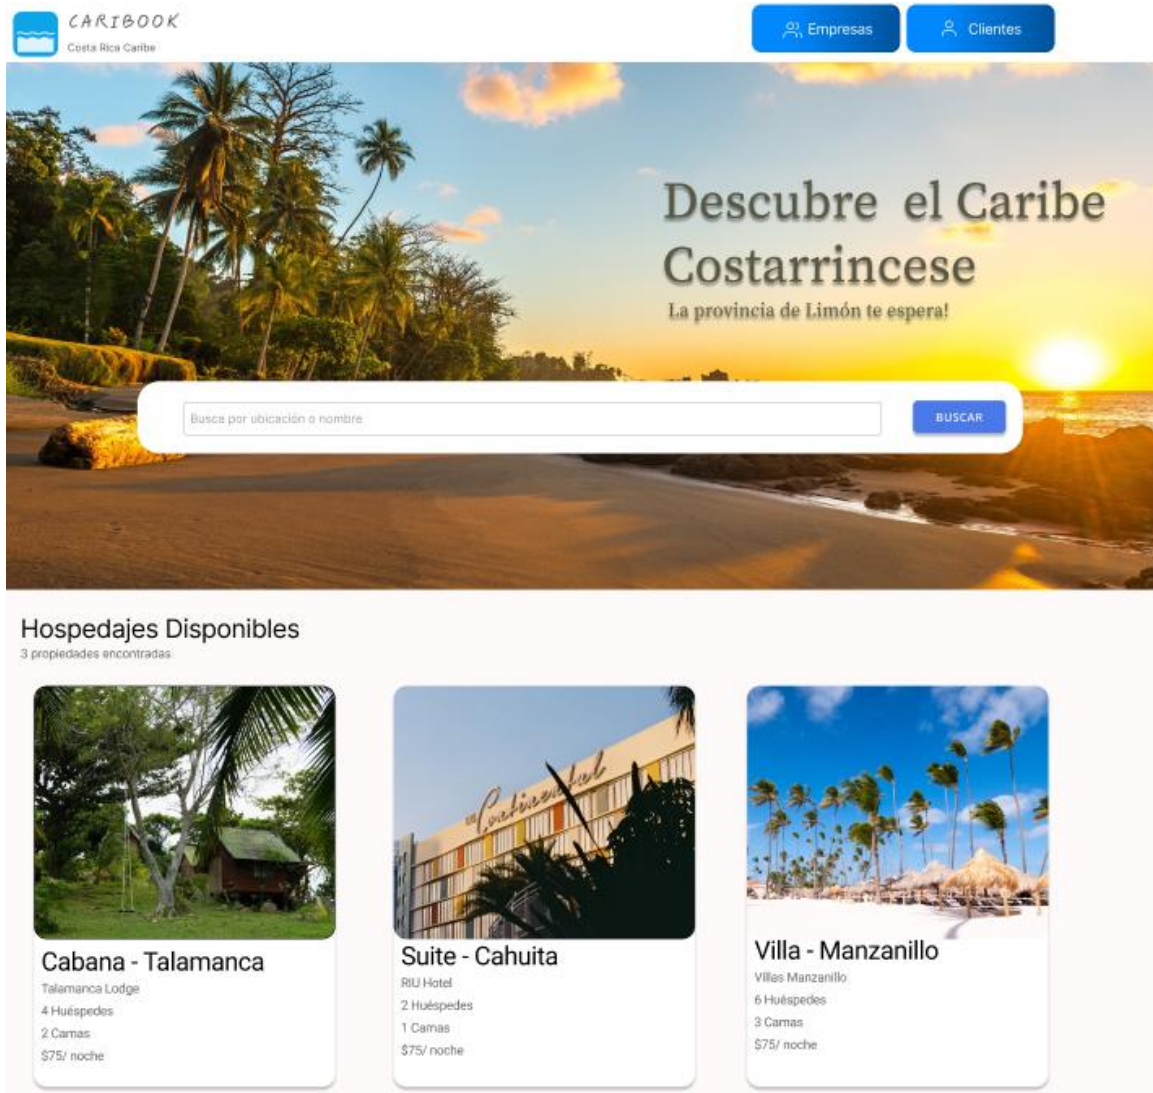 CARIBOOK
Costa Rica Caribe
Empresas
Clientes
Descubre el Caribe
Costarrincese
La provincia de Limón te espera!
Busca por ubicación o nombre
BUSCAR
Hospedajes Disponibles
3 propiedades encontradas
RIU Continental
Cabana - Talamanca
Talamanca Lodge
4 Huéspedes
2 Camas
$75/ noche
Suite - Cahuita
RIU Hotel
2 Huéspedes
1 Camas
$75/ noche
Villa - Manzanillo
Villas Manzanillo
6 Huéspedes
3 Camas
$75/ noche